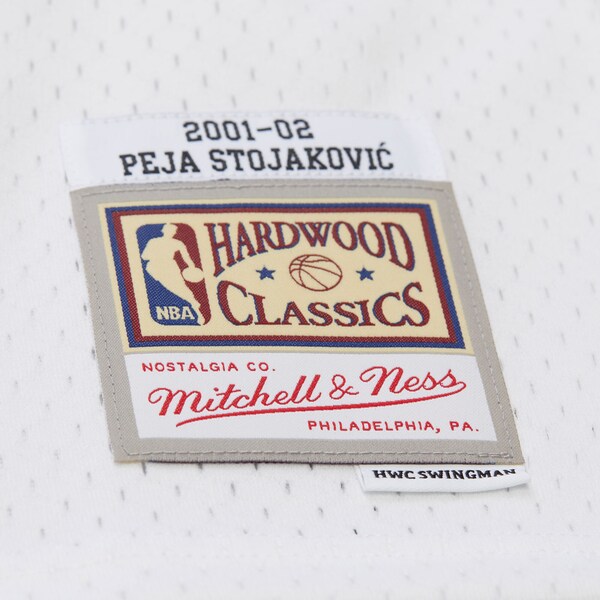 2001-02
PEJA STOJAKOVIĆ
HARDWOOD
NBA
CLASSICS
NOSTALGIA CO.
Mitchell & Ness
PHILADELPHIA, PA.
HWC SWINGMAN